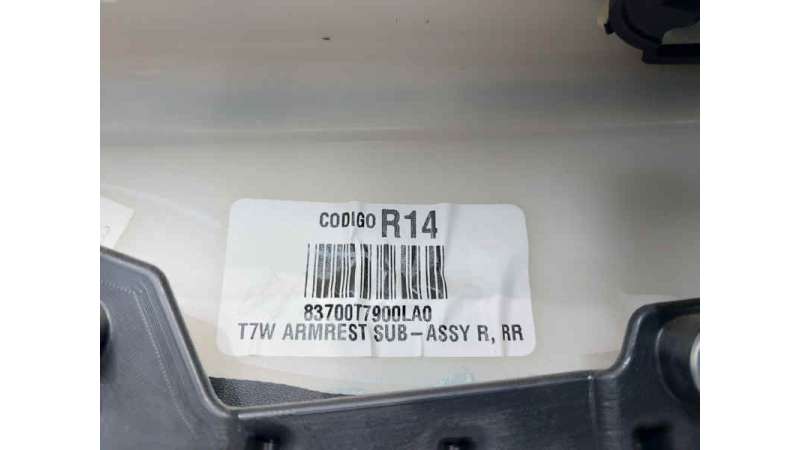 CODIGO R14
83700T7900LA0
T7W ARMREST SUB-ASSY R, RR